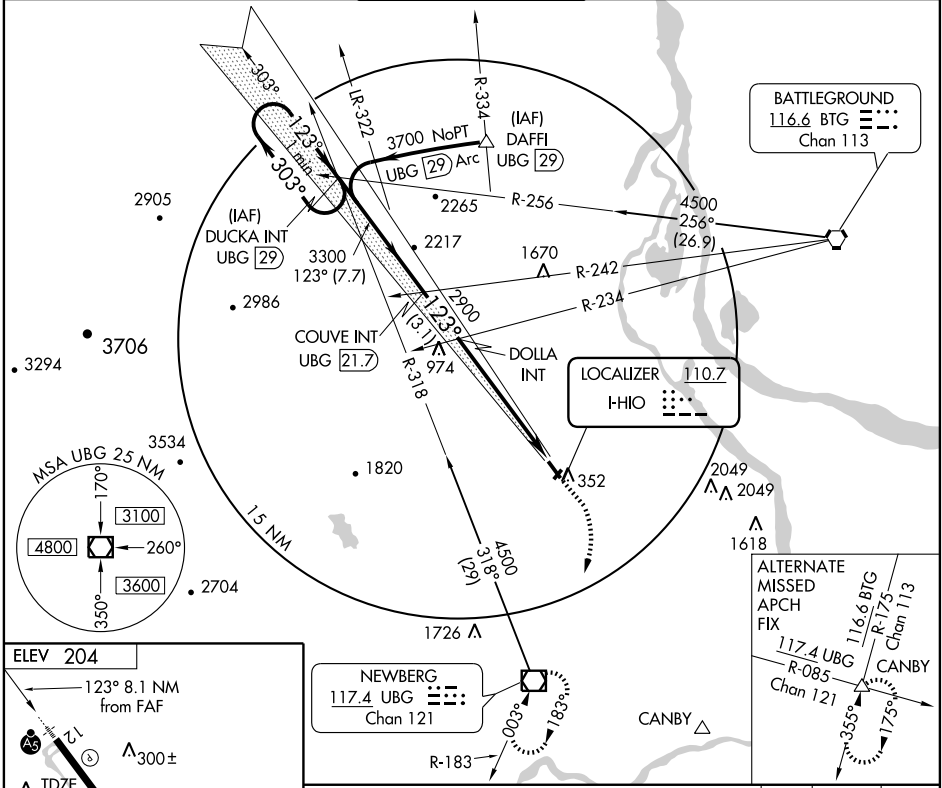 303°
LR-322
R-334
(IAF)
DAFFI
UBG 29
BATTLEGROUND
116.6 BTG
Chan 113
123°
1 min
303°
3700 NoPT
UBG 29 Arc
R-256
4500
256°
(26.9)
2905
(IAF)
DUCKA INT
UBG 29
2265
2217
3300
123° (7.7)
1670
R-242
R-234
2986
2900
123°
COUVE INT
UBG 21.7
(3.1)
974
DOLLA
INT
3706
3294
R-318
LOCALIZER 110.7
I-HIO
3534
1820
352
2049
2049
1618
MSA UBG 25 NM
170°
3100
4800
260°
3600
350°
15 NM
2704
4500
318°
(29)
1726
ALTERNATE
MISSED
APCH
FIX
116.6 BTG
R-175
Chan 113
117.4 UBG
R-085
Chan 121
CANBY
355°
175°
ELEV 204
123° 8.1 NM
from FAF
A5
12
P
300±
TDZE
NEWBERG
117.4 UBG
Chan 121
003°
183°
R-183
CANBY